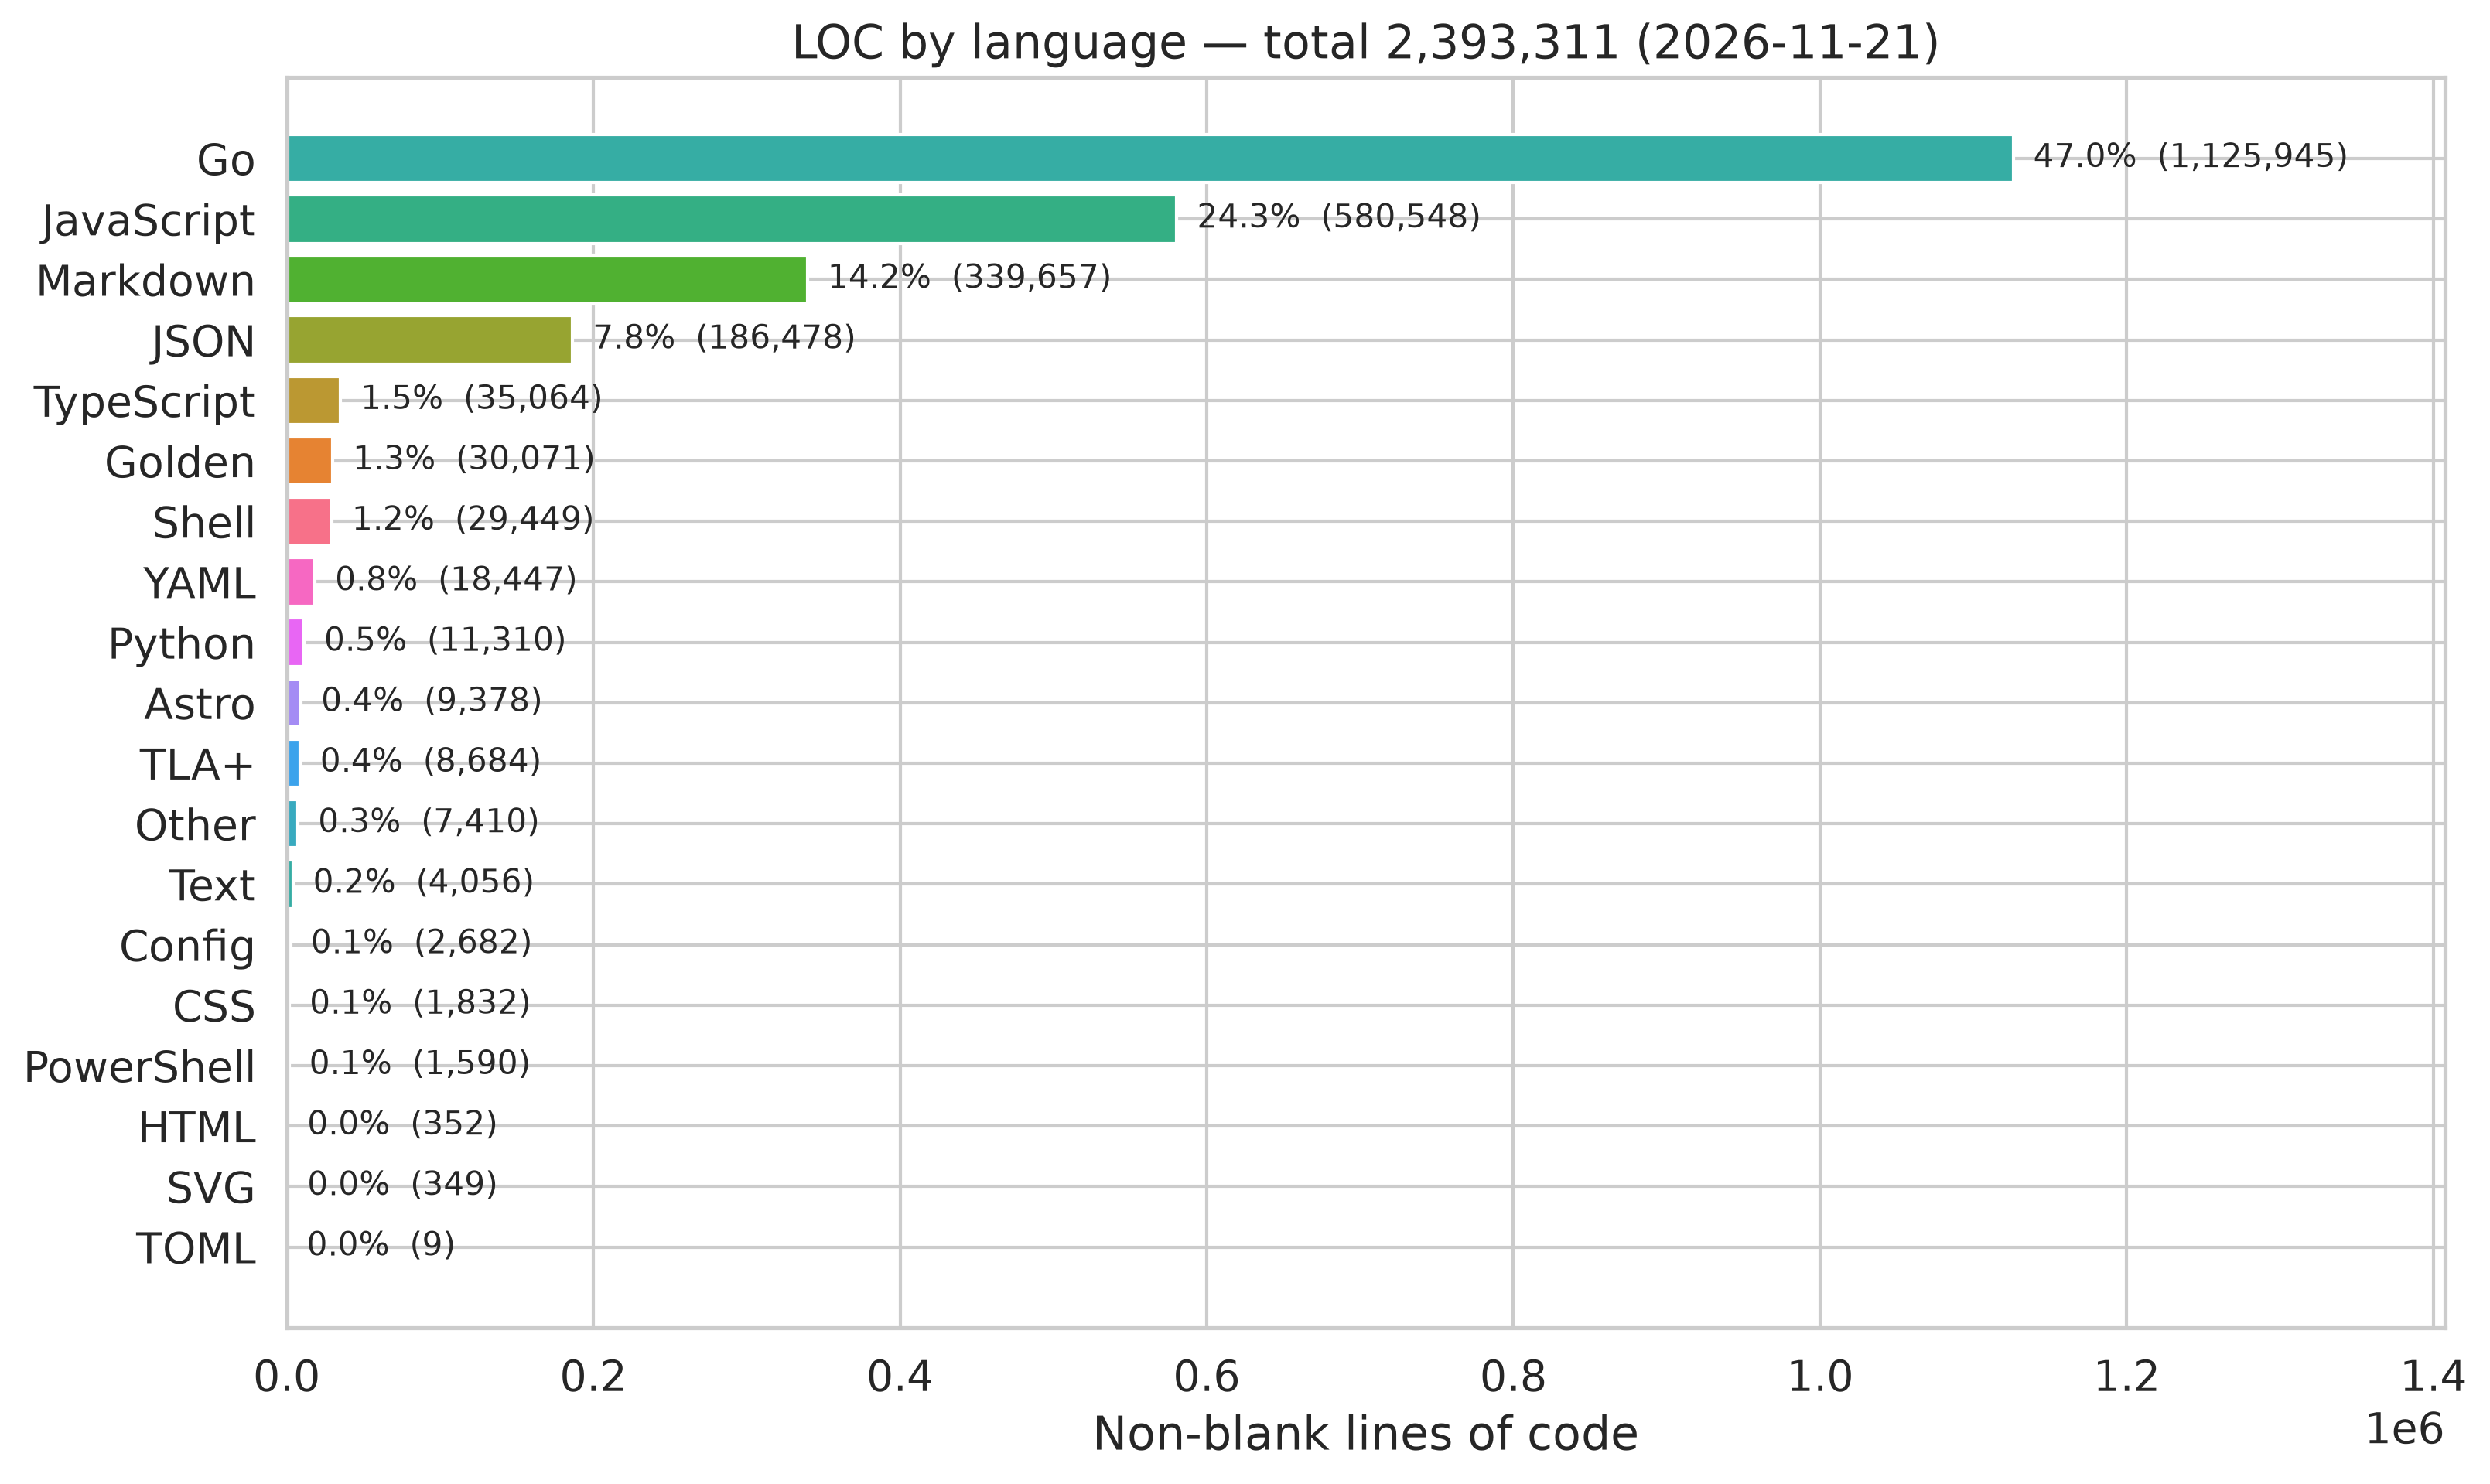 LOC by language — total 2,393,311 (2026-11-21)
Go 47.0% (1,125,945)
JavaScript 24.3% (580,548)
Markdown 14.2% (339,657)
JSON 7.8% (186,478)
TypeScript 1.5% (35,064)
Golden 1.3% (30,071)
Shell 1.2% (29,449)
YAML 0.8% (18,447)
Python 0.5% (11,310)
Astro 0.4% (9,378)
TLA+ 0.4% (8,684)
Other 0.3% (7,410)
Text 0.2% (4,056)
Config 0.1% (2,682)
CSS 0.1% (1,832)
PowerShell 0.1% (1,590)
HTML 0.0% (352)
SVG 0.0% (349)
TOML 0.0% (9)
0.0 0.2 0.4 0.6 0.8 1.0 1.2 1.4
1e6
Non-blank lines of code